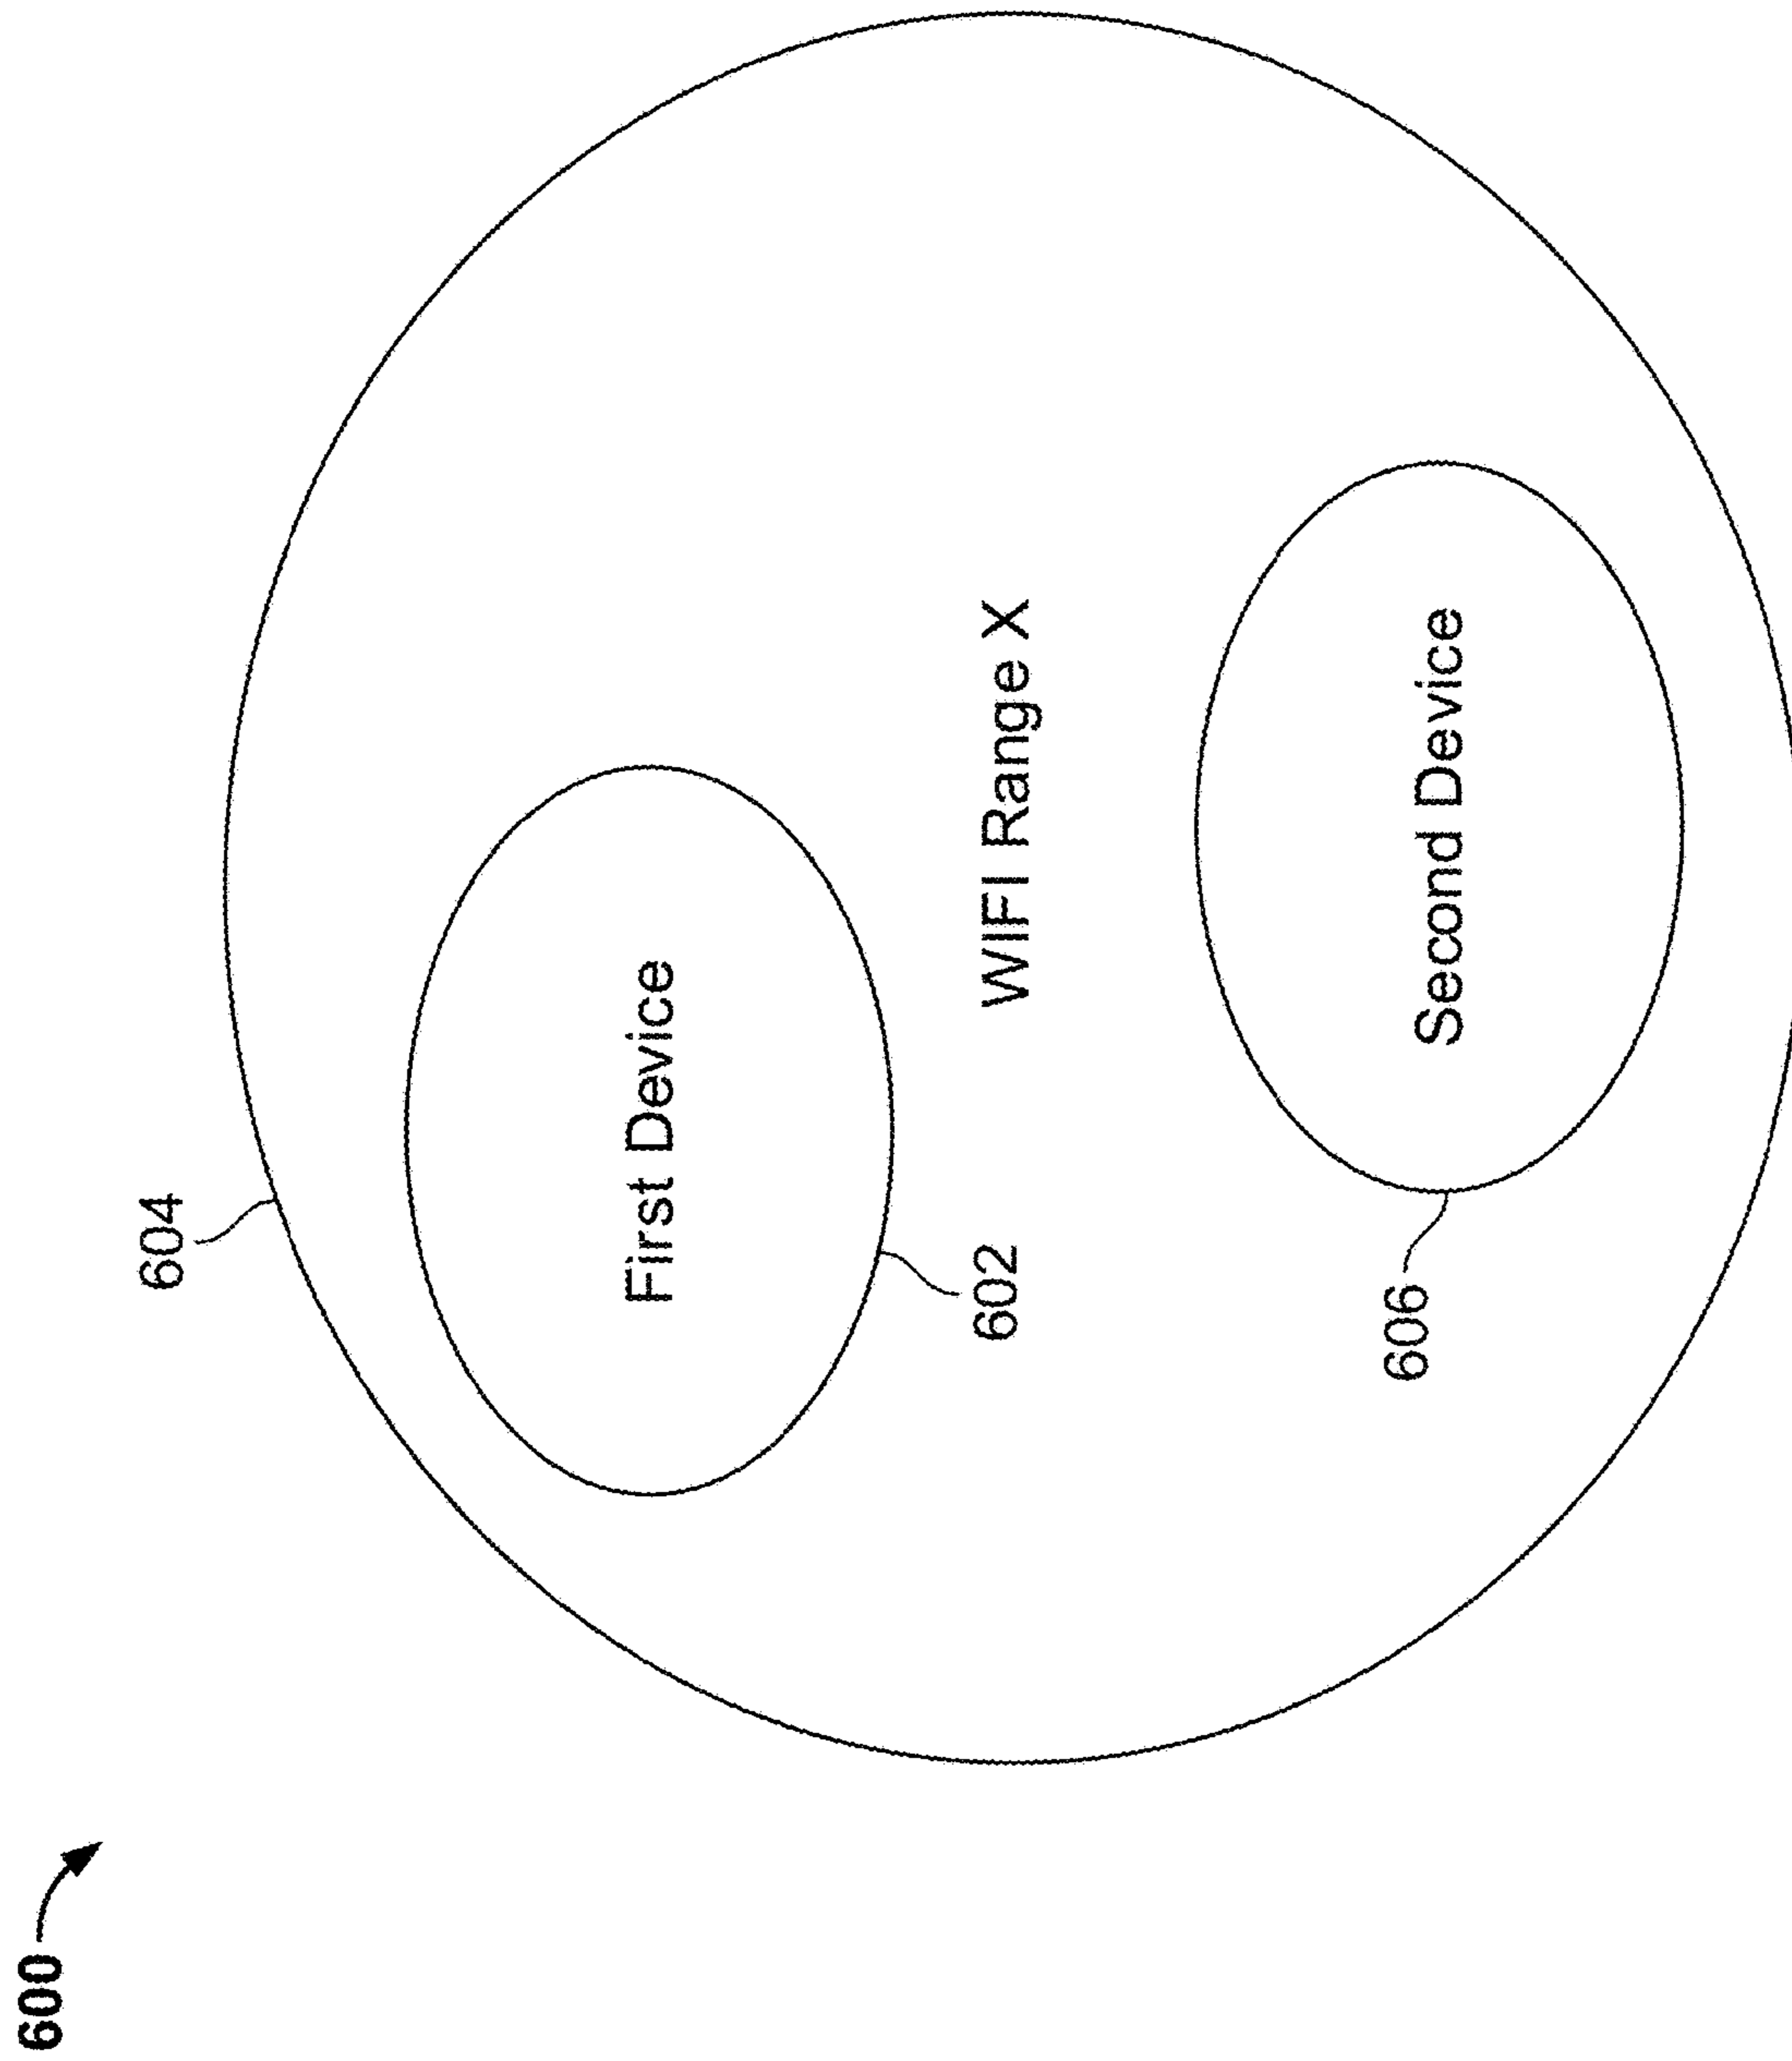 600
604
First Device
602
WIFI Range X
606
Second Device